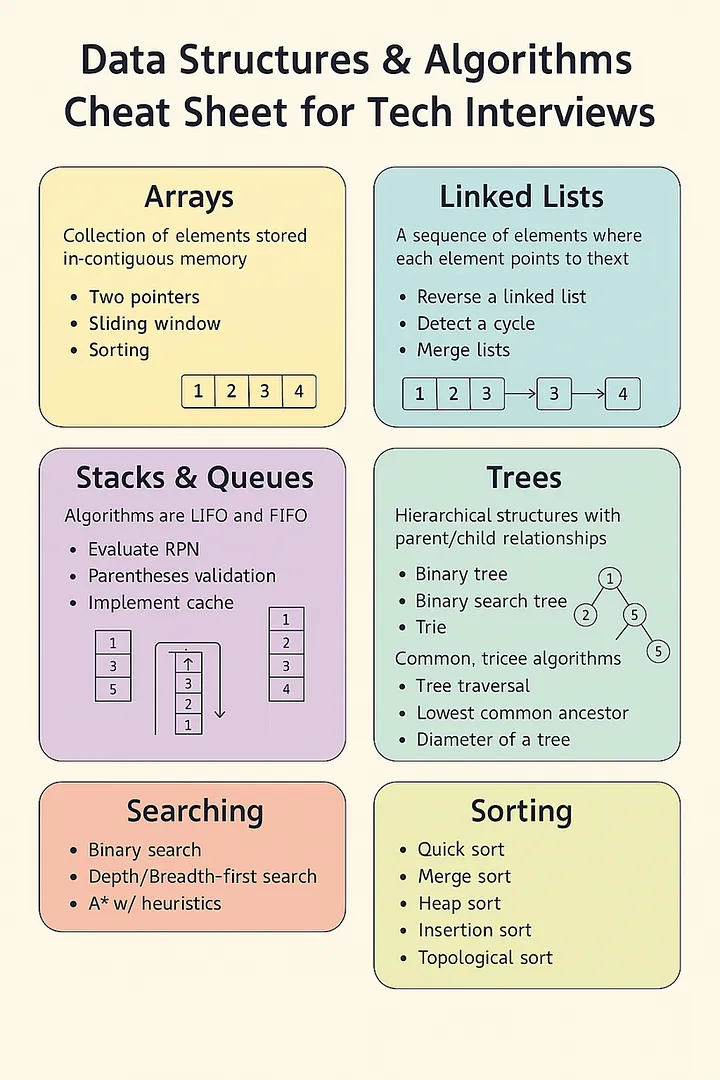 Data Structures & Algorithms
Cheat Sheet for Tech Interviews
Arrays
Collection of elements stored
in-contiguous memory
• Two pointers
• Sliding window
• Sorting
1 2 3 4
Linked Lists
A sequence of elements where
each element points to thext
• Reverse a linked list
• Detect a cycle
• Merge lists
1 2 3 → 3 → 4
Stacks & Queues
Algorithms are LIFO and FIFO
• Evaluate RPN
• Parentheses validation
• Implement cache
1
3
5
↑
3
2
1
1
2
3
4
Trees
Hierarchical structures with
parent/child relationships
• Binary tree
• Binary search tree
• Trie
1
2 5
5
Common, tricee algorithms
• Tree traversal
• Lowest common ancestor
• Diameter of a tree
Searching
• Binary search
• Depth/Breadth-first search
• A* w/ heuristics
Sorting
• Quick sort
• Merge sort
• Heap sort
• Insertion sort
• Topological sort